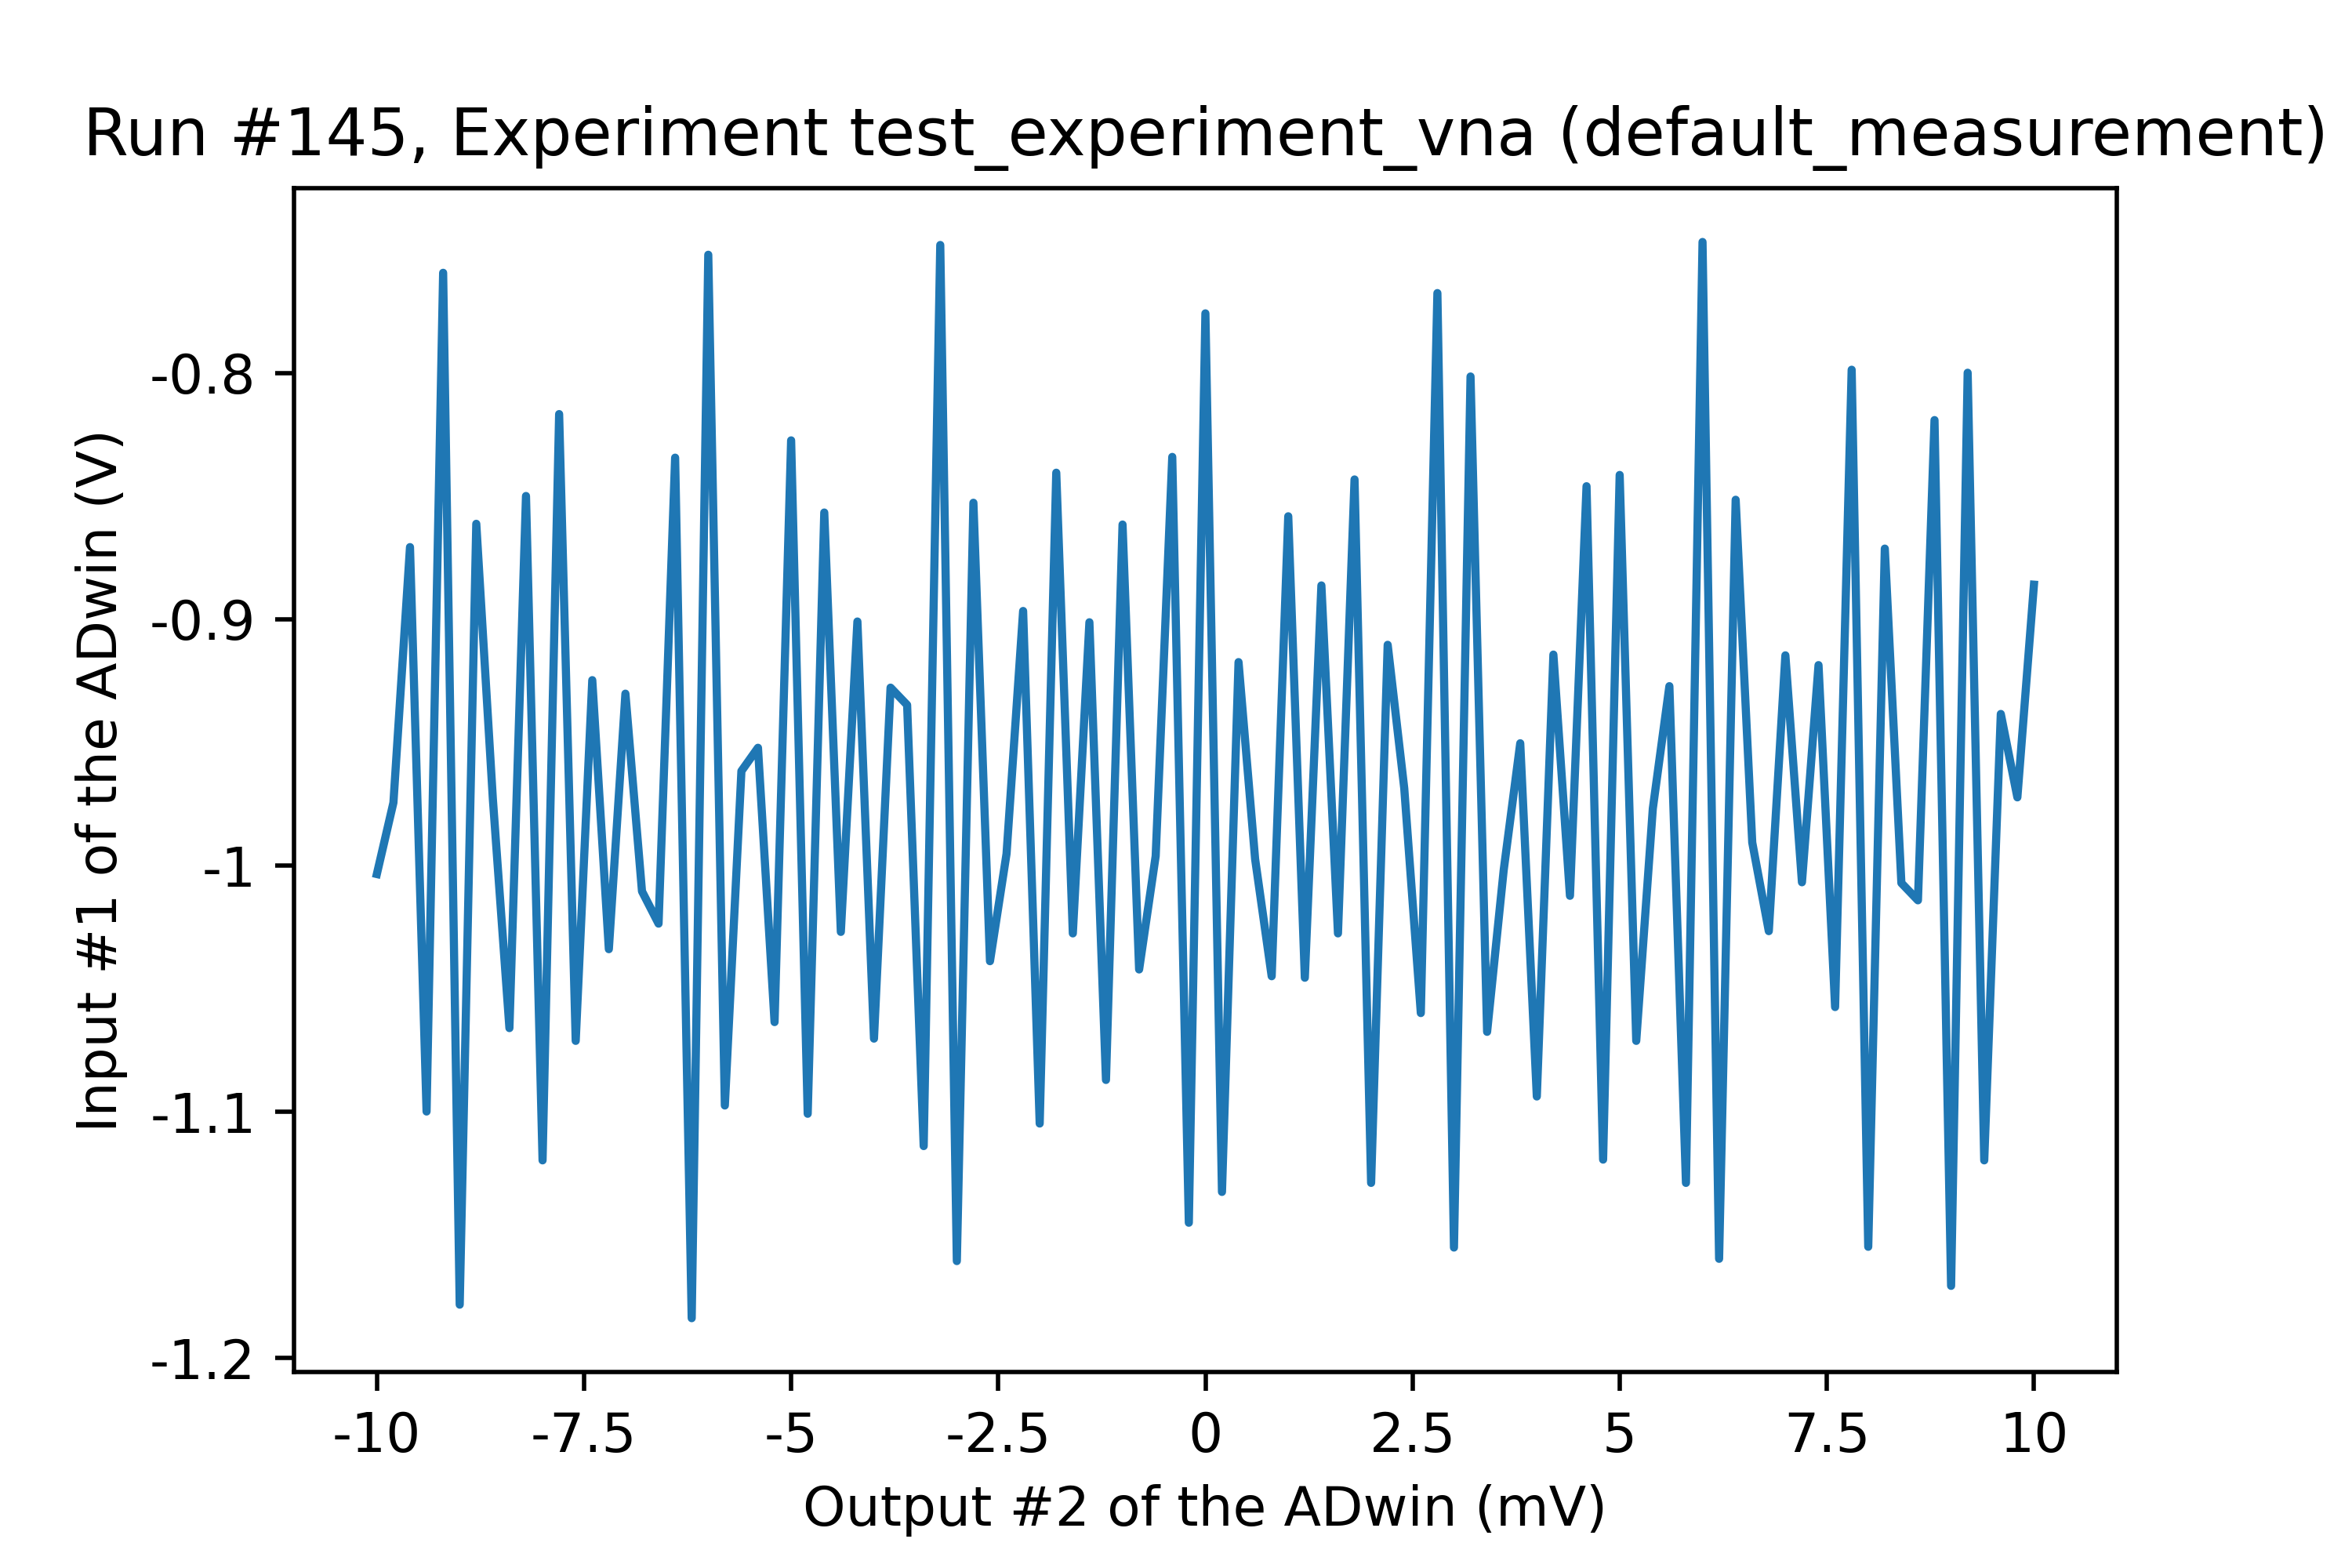 Run #145, Experiment test_experiment_vna (default_measurement)
Input #1 of the ADwin (V)
-0.8
-0.9
-1
-1.1
-1.2
-10 -7.5 -5 -2.5 0 2.5 5 7.5 10
Output #2 of the ADwin (mV)